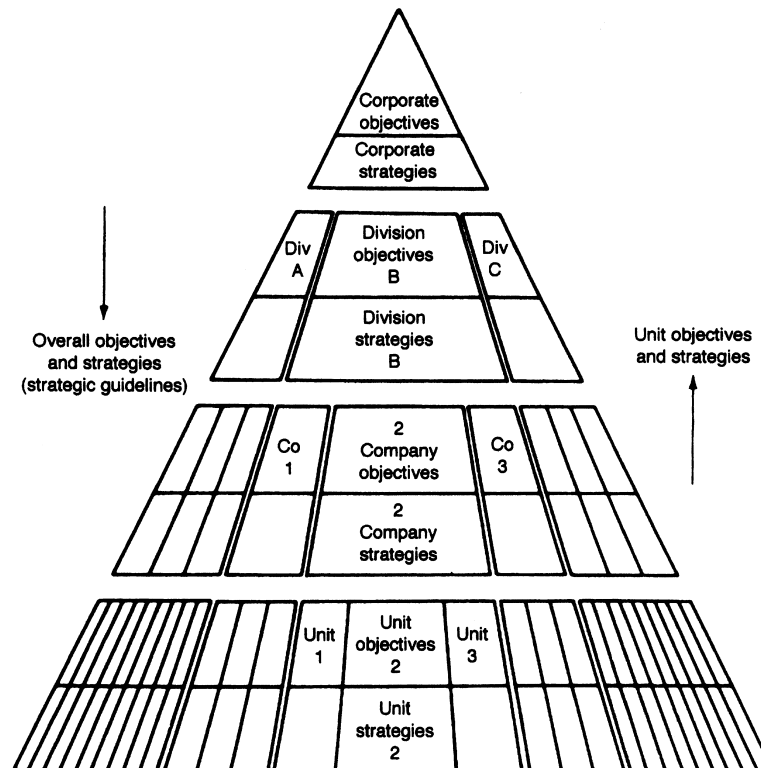 Corporate
objectives
Corporate
strategies
Div
A
Division
objectives
B
Div
C
Division
strategies
B
Overall objectives
and strategies
(strategic guidelines)
Unit objectives
and strategies
Co
1
2
Company
objectives
Co
3
2
Company
strategies
Unit
1
Unit
objectives
2
Unit
3
Unit
strategies
2